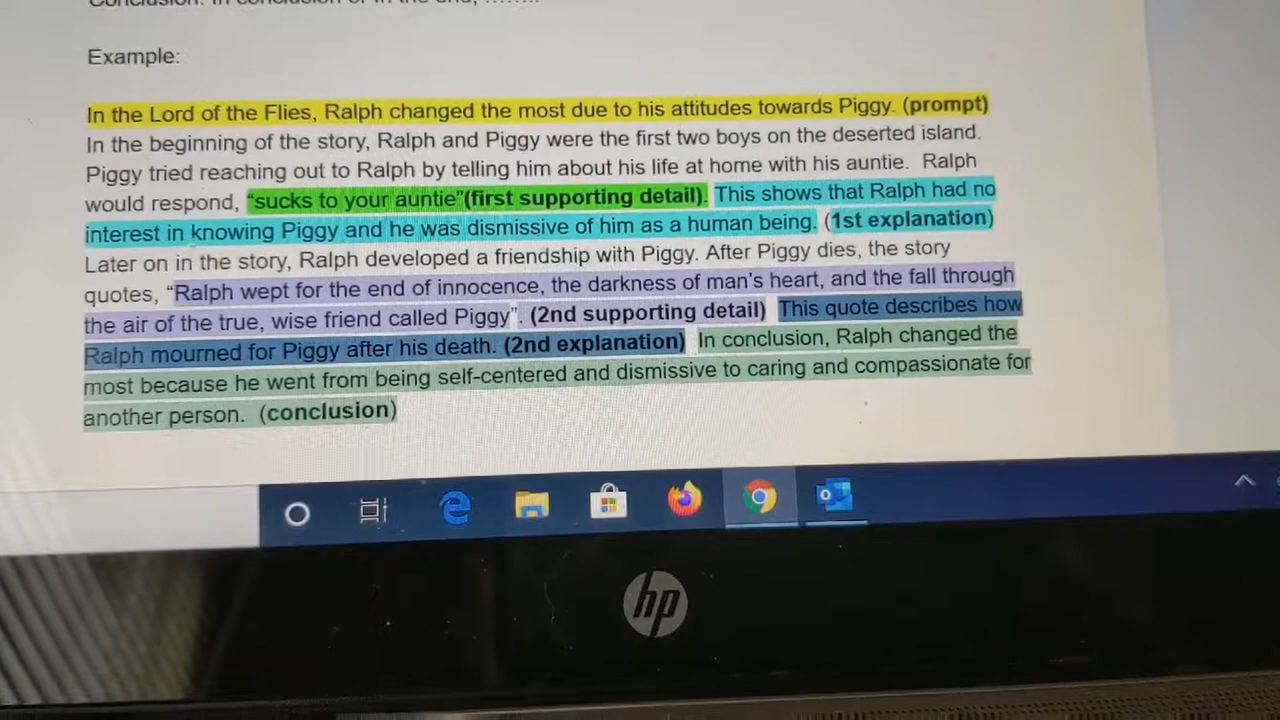 Conclusion: In conclusion or In the end, ........
Example:
In the Lord of the Flies, Ralph changed the most due to his attitudes towards Piggy. (prompt)
In the beginning of the story, Ralph and Piggy were the first two boys on the deserted island.
Piggy tried reaching out to Ralph by telling him about his life at home with his auntie.  Ralph
would respond, “sucks to your auntie”(first supporting detail). This shows that Ralph had no
interest in knowing Piggy and he was dismissive of him as a human being. (1st explanation)
Later on in the story, Ralph developed a friendship with Piggy. After Piggy dies, the story
quotes, “Ralph wept for the end of innocence, the darkness of man’s heart, and the fall through
the air of the true, wise friend called Piggy”. (2nd supporting detail) This quote describes how
Ralph mourned for Piggy after his death. (2nd explanation) In conclusion, Ralph changed the
most because he went from being self-centered and dismissive to caring and compassionate for
another person.  (conclusion)
hp